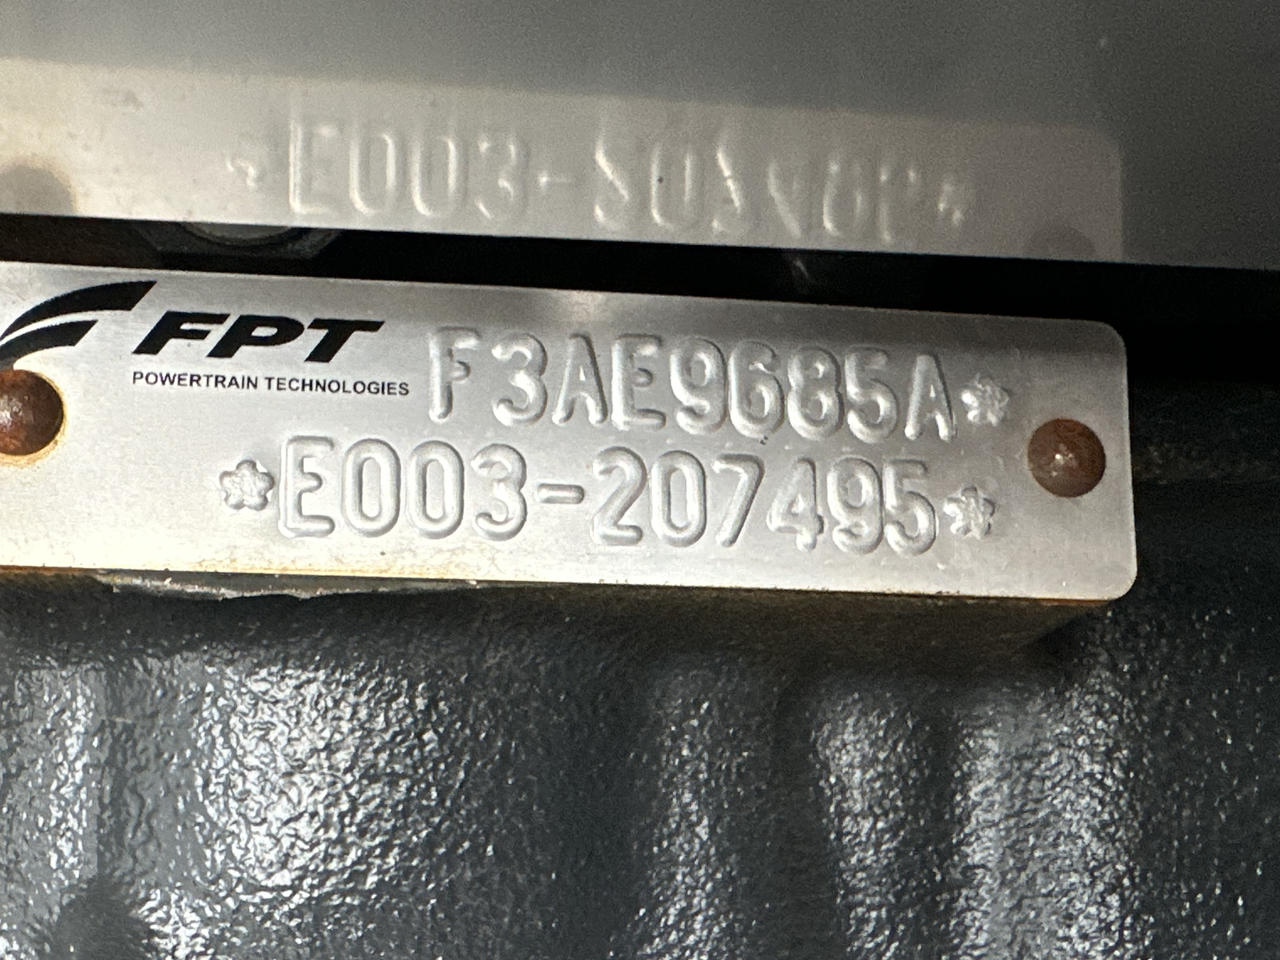 FPT
POWERTRAIN TECHNOLOGIES
F3AE9685A*
*E003-207495*